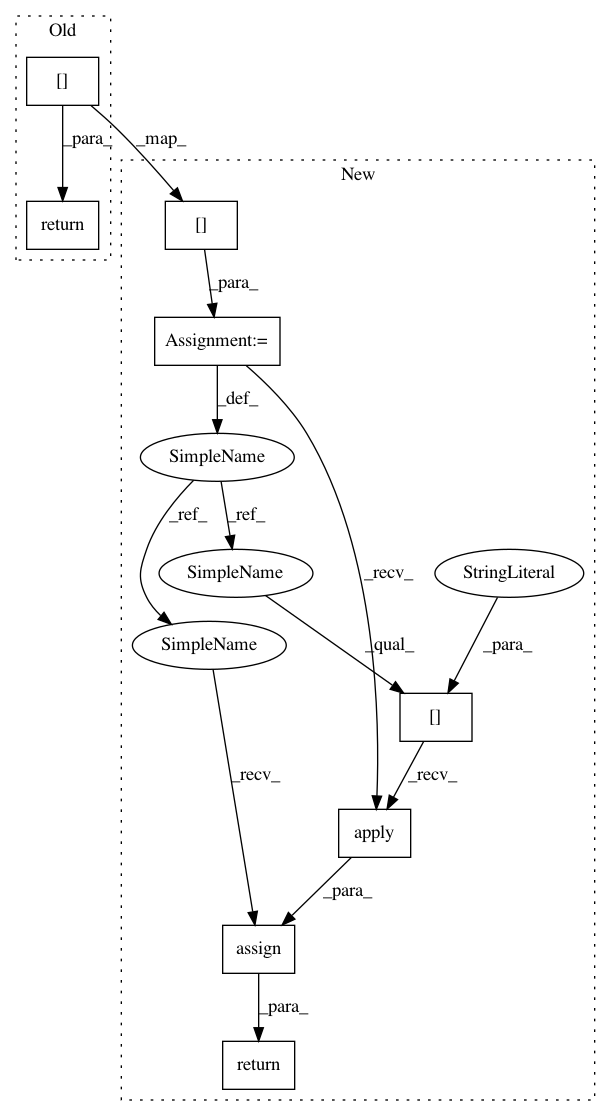 Old
[]
_para_
_map_
New
return
[]
_para_
Assignment:=
_def_
SimpleName
_ref_
_ref_
_recv_
SimpleName
StringLiteral
SimpleName
_qual_
_para_
[]
_recv_
_recv_
apply
_para_
assign
_para_
return